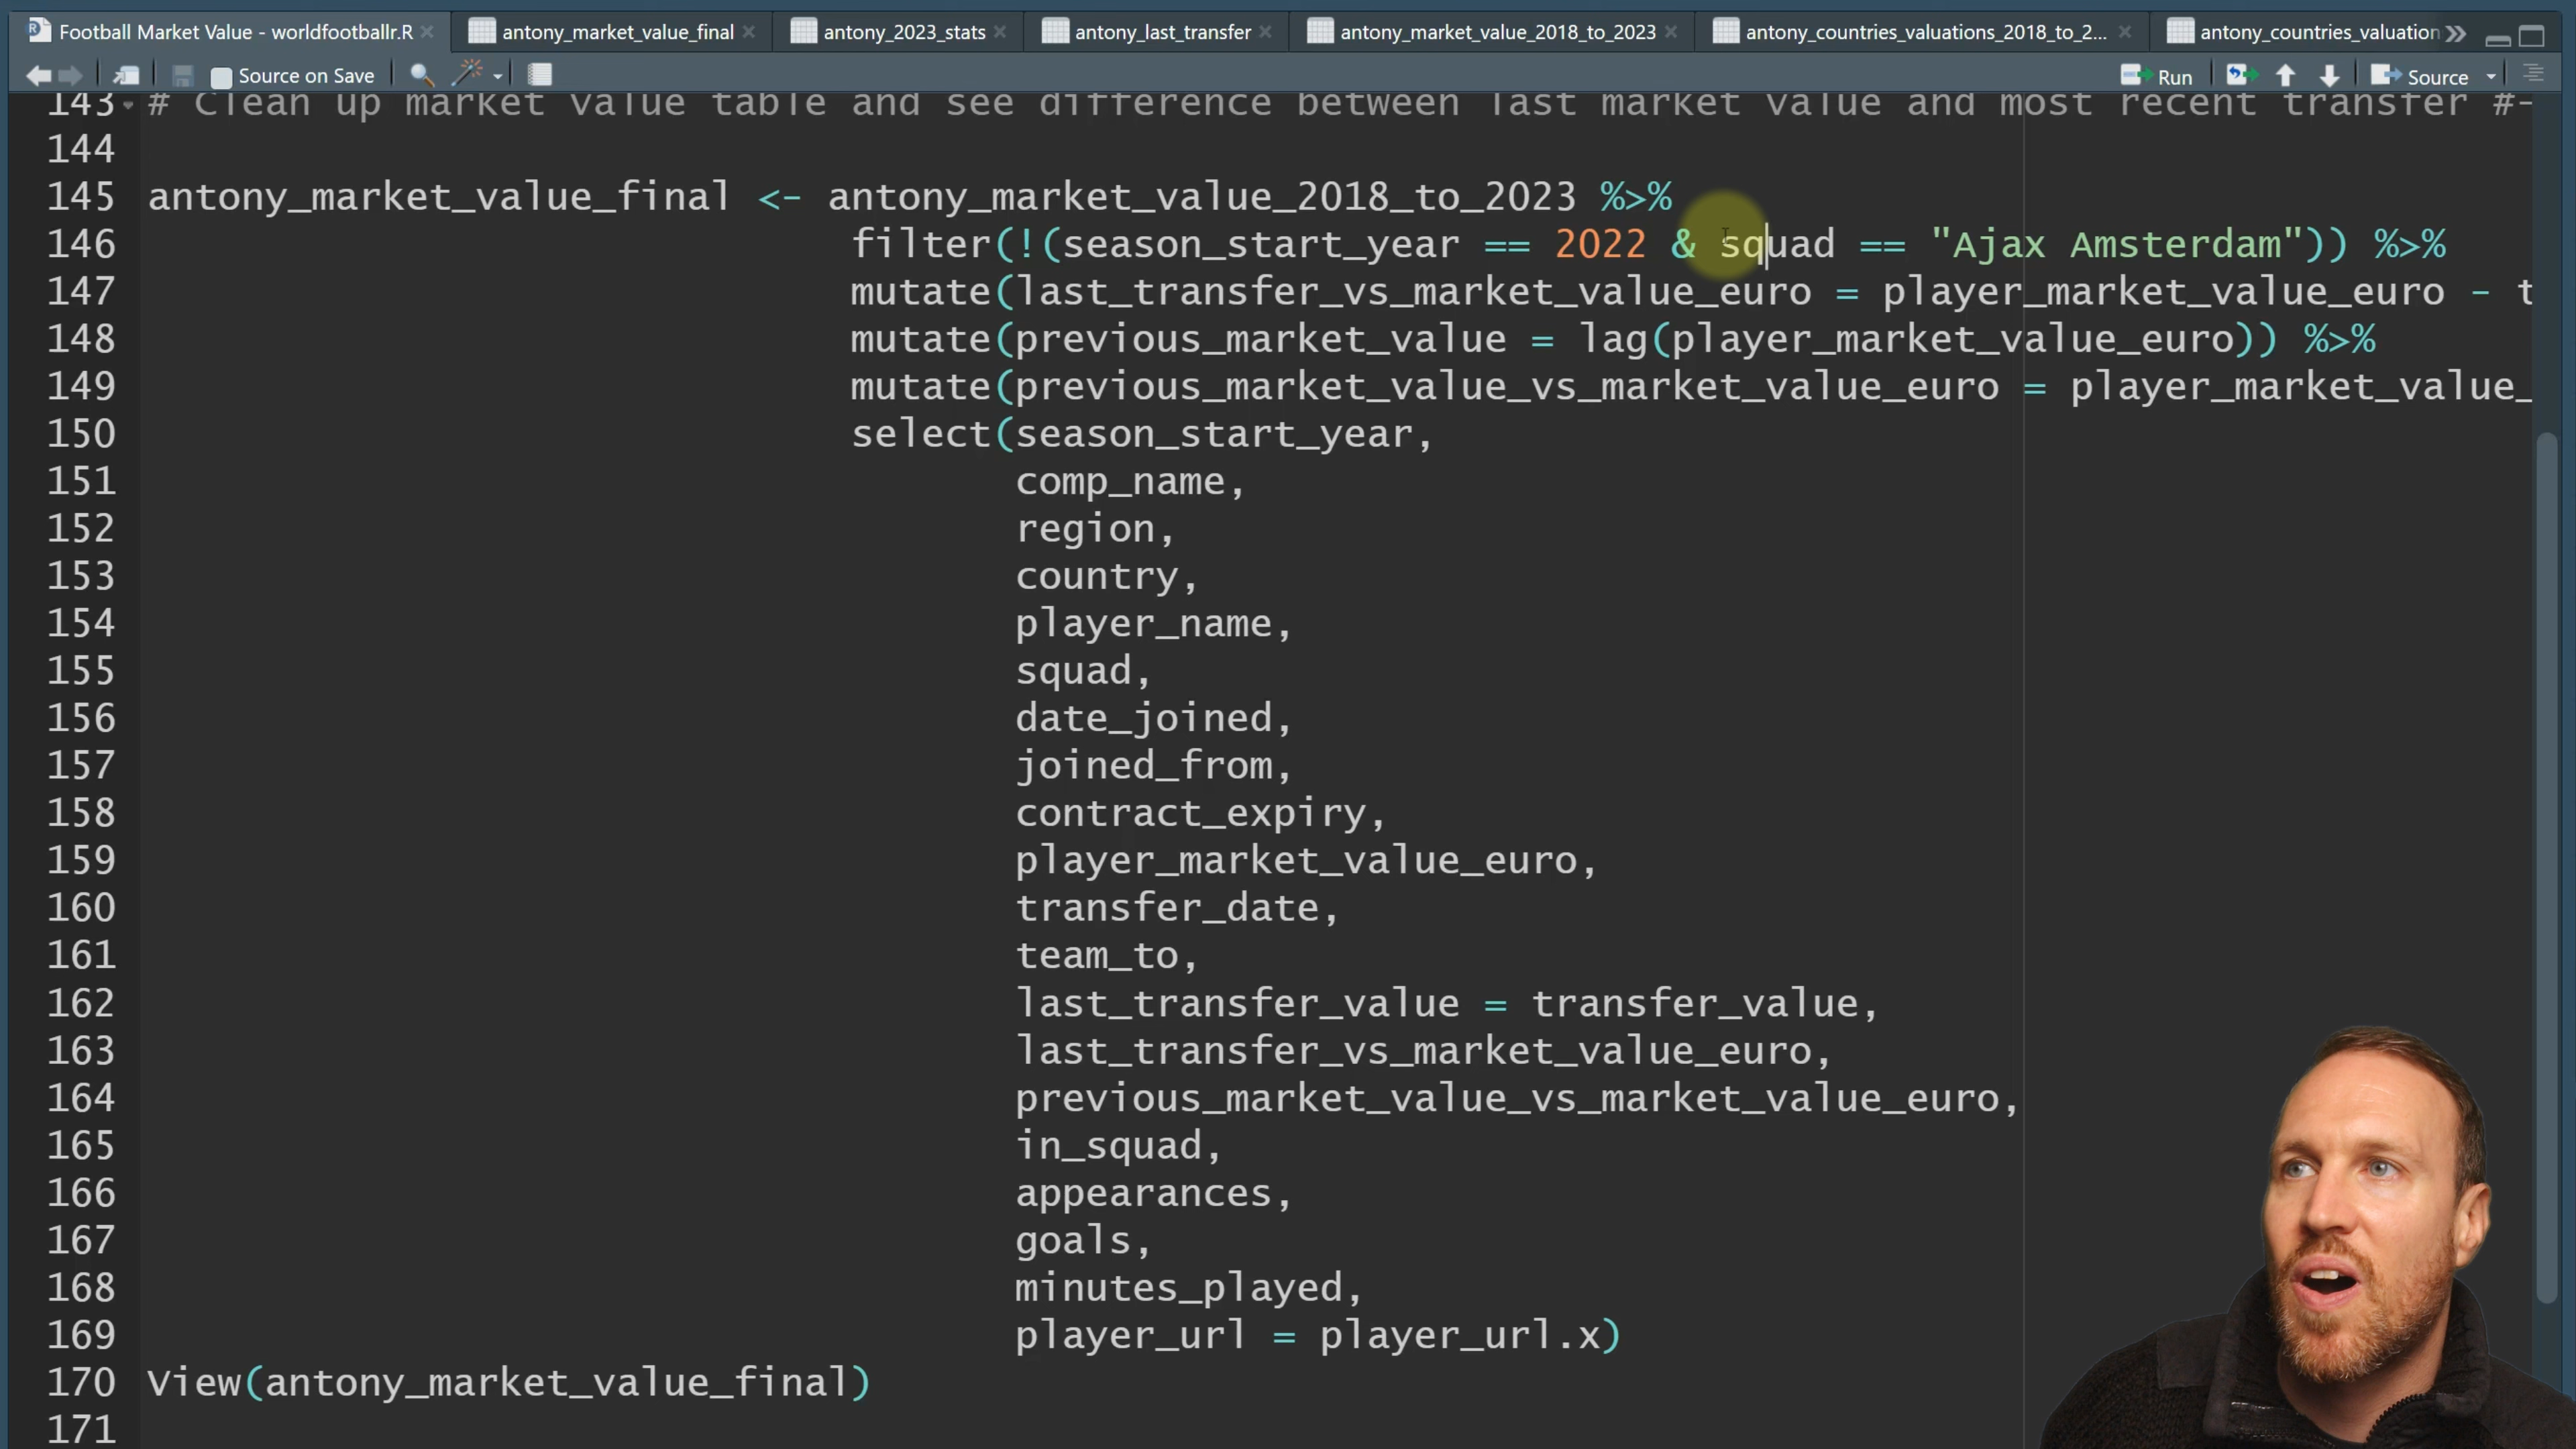 Football Market Value - worldfootballr.R
antony_market_value_final
antony_2023_stats
antony_last_transfer
antony_market_value_2018_to_2023
antony_countries_valuations_2018_to_2...
antony_countries_valuation
Source on Save
Run
Source
143 # Clean up market value table and see difference between last market value and most recent transfer #-
144
145 antony_market_value_final <- antony_market_value_2018_to_2023 %>%
146 filter(!(season_start_year == 2022 & squad == "Ajax Amsterdam")) %>%
147 mutate(last_transfer_vs_market_value_euro = player_market_value_euro - t
148 mutate(previous_market_value = lag(player_market_value_euro)) %>%
149 mutate(previous_market_value_vs_market_value_euro = player_market_value_
150 select(season_start_year,
151 comp_name,
152 region,
153 country,
154 player_name,
155 squad,
156 date_joined,
157 joined_from,
158 contract_expiry,
159 player_market_value_euro,
160 transfer_date,
161 team_to,
162 last_transfer_value = transfer_value,
163 last_transfer_vs_market_value_euro,
164 previous_market_value_vs_market_value_euro,
165 in_squad,
166 appearances,
167 goals,
168 minutes_played,
169 player_url = player_url.x)
170 View(antony_market_value_final)
171